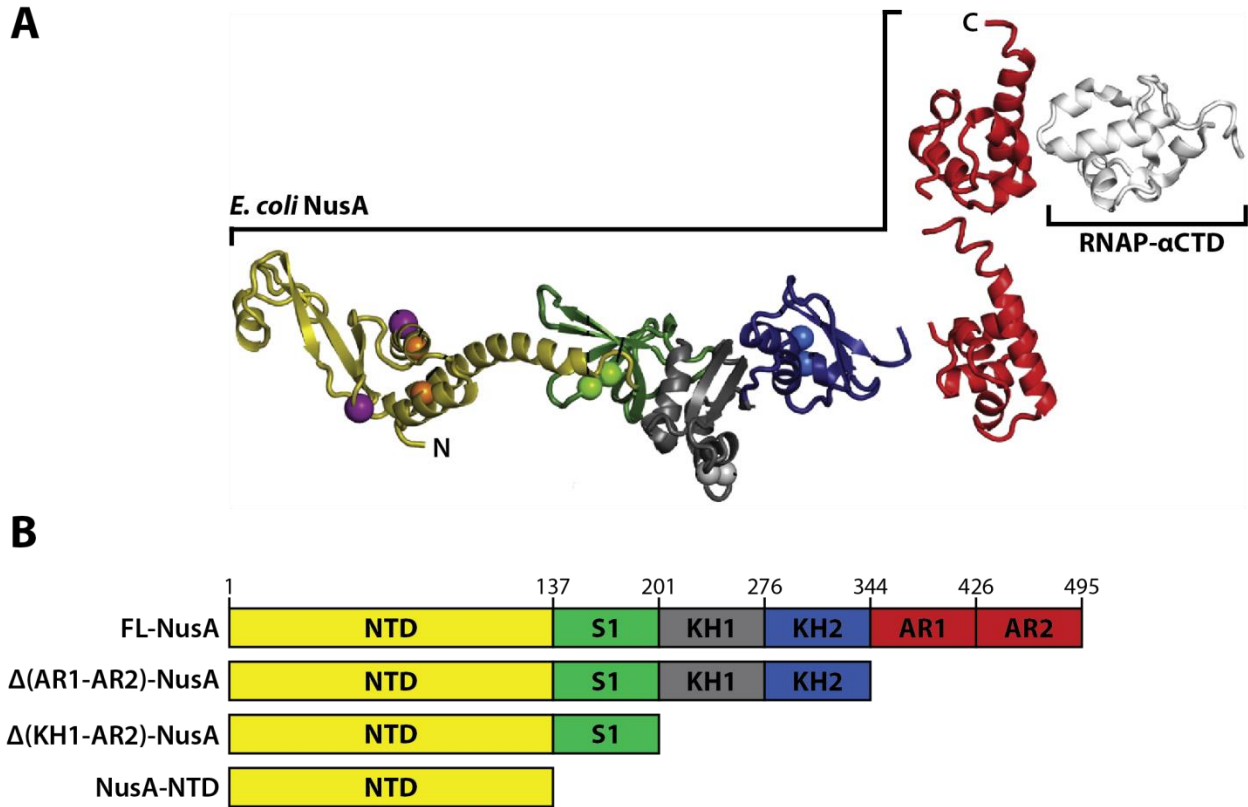 A
C
E. coli NusA
RNAP-αCTD
N
B
1 137 201 276 344 426 495
FL-NusA NTD S1 KH1 KH2 AR1 AR2
Δ(AR1-AR2)-NusA NTD S1 KH1 KH2
Δ(KH1-AR2)-NusA NTD S1
NusA-NTD NTD